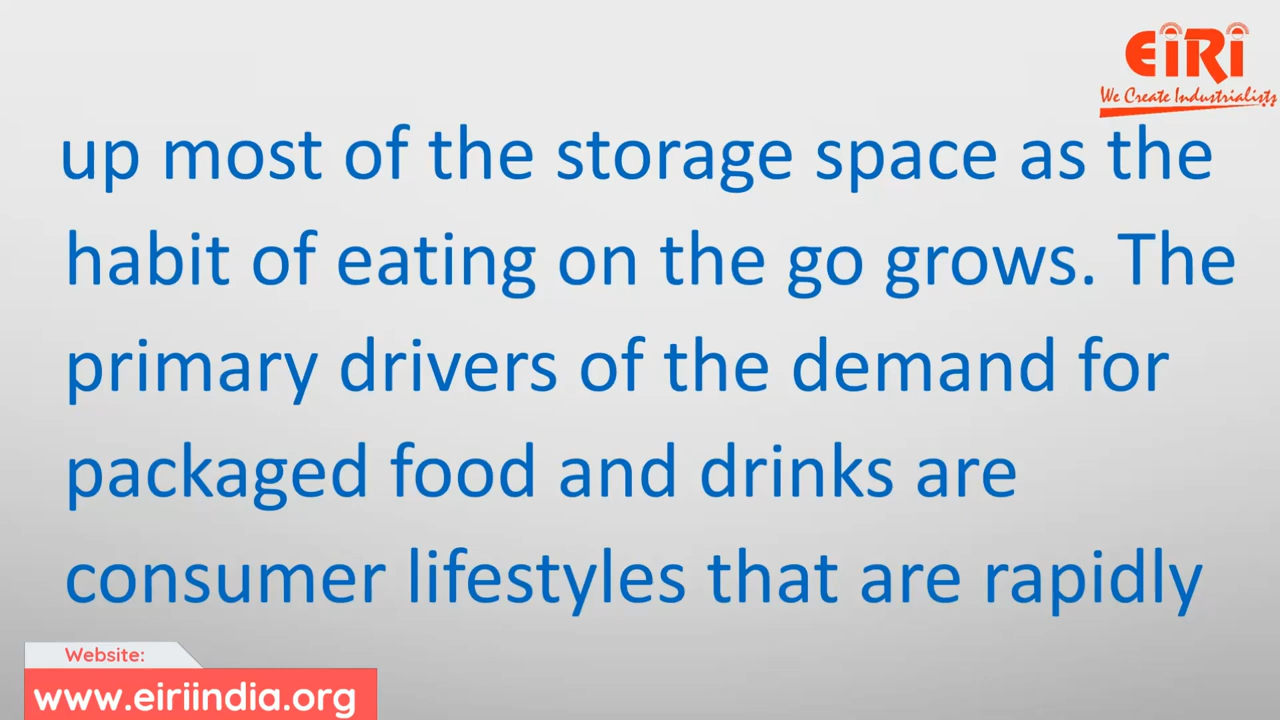 EiRi
We Create Industrialists
up most of the storage space as the
habit of eating on the go grows. The
primary drivers of the demand for
packaged food and drinks are
consumer lifestyles that are rapidly
Website:
www.eiriindia.org